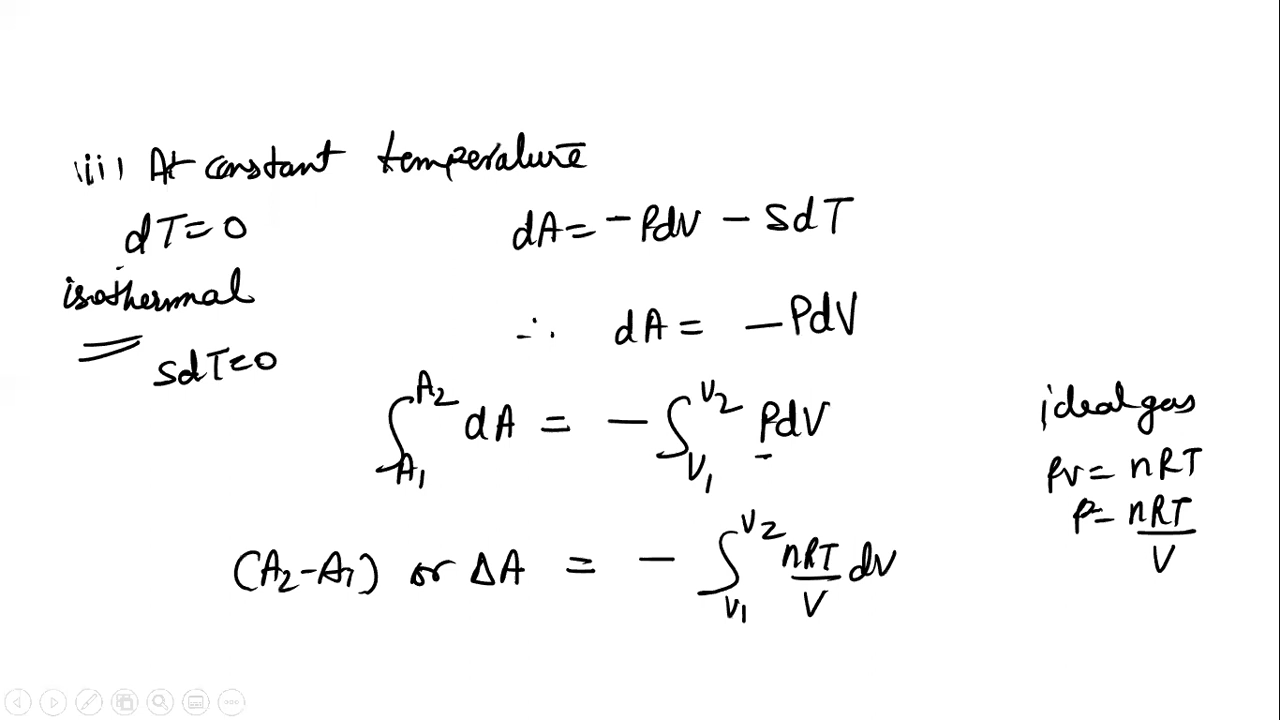 (iii) At constant temperature
dT = 0
dA = -PdV - SdT
isothermal
∴ dA = -PdV
SdT = 0
∫_{A1}^{A2} dA = - ∫_{V1}^{V2} PdV
ideal gas
PV = nRT
P = nRT/V
(A2-A1) or ΔA = - ∫_{V1}^{V2} nRT/V dV